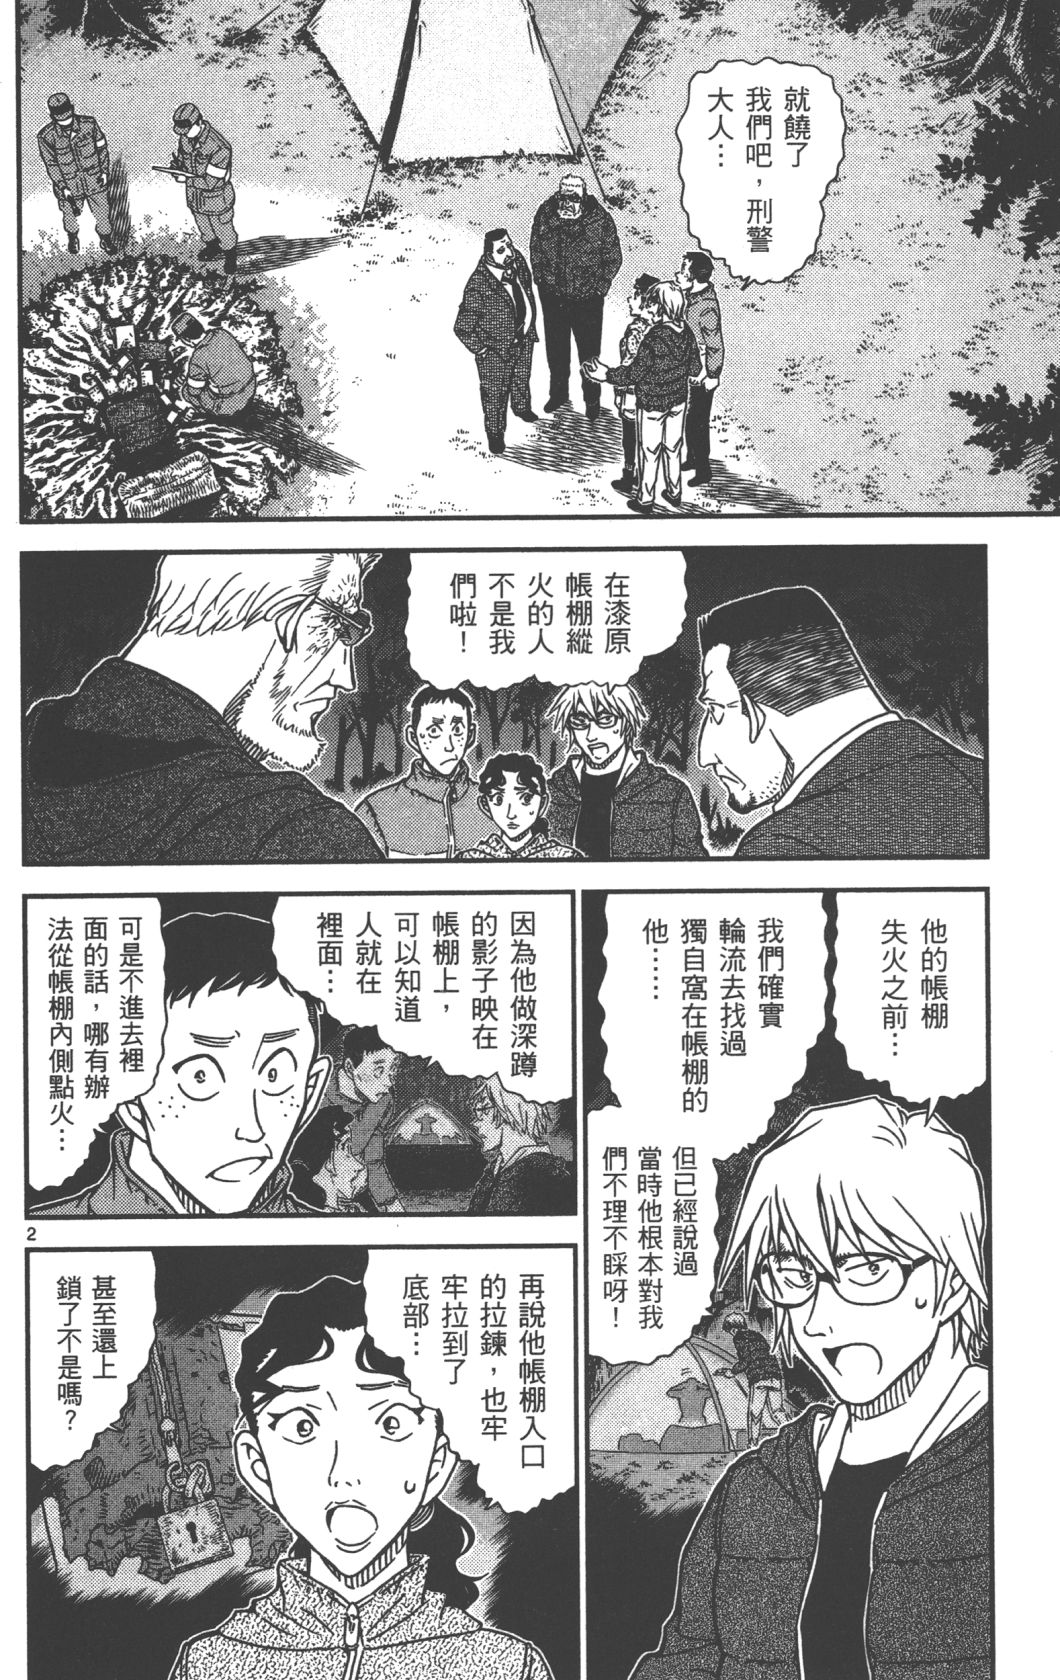 就饒了
我們吧，刑警
大人…
在漆原
帳棚縱
火的人
不是我
們啦！
他的帳棚
失火之前…
我們確實
輪流去找過
獨自窩在帳棚的
他……
但已經說過
當時他根本對我
們不理不睬呀！
因為他做深蹲
的影子映在
帳棚上，
可以知道
人就在
裡面…
可是不進去裡
面的話，哪有辦
法從帳棚內側點火…
2
再說他帳棚入口
的拉鍊，也牢
牢拉到了
底部…
甚至還上
鎖了不是嗎？